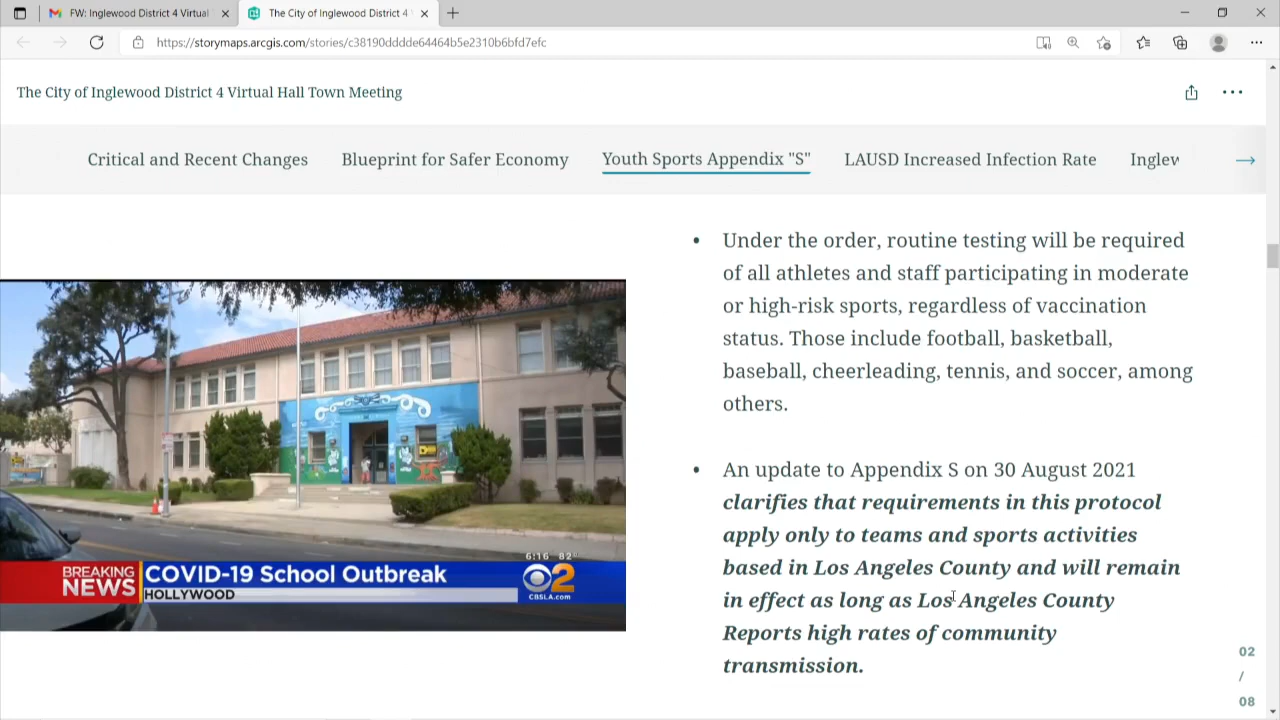 FW: Inglewood District 4 Virtual
The City of Inglewood District 4
https://storymaps.arcgis.com/stories/c38190dddde64464b5e2310b6bfd7efc
The City of Inglewood District 4 Virtual Hall Town Meeting
Critical and Recent Changes
Blueprint for Safer Economy
Youth Sports Appendix "S"
LAUSD Increased Infection Rate
Inglew
• Under the order, routine testing will be required
of all athletes and staff participating in moderate
or high-risk sports, regardless of vaccination
status. Those include football, basketball,
baseball, cheerleading, tennis, and soccer, among
others.
• An update to Appendix S on 30 August 2021
clarifies that requirements in this protocol
apply only to teams and sports activities
based in Los Angeles County and will remain
in effect as long as Los Angeles County
Reports high rates of community
transmission.
6:16 82°
BREAKING
NEWS
COVID-19 School Outbreak
HOLLYWOOD
2
CBSLA.com
02
/
08